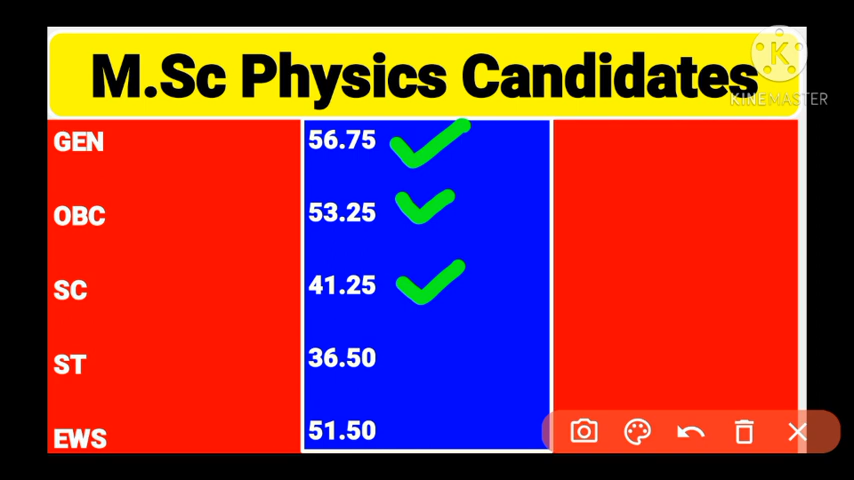 M.Sc Physics Candidates
K
KINEMASTER
GEN 56.75
OBC 53.25
SC 41.25
ST 36.50
EWS 51.50